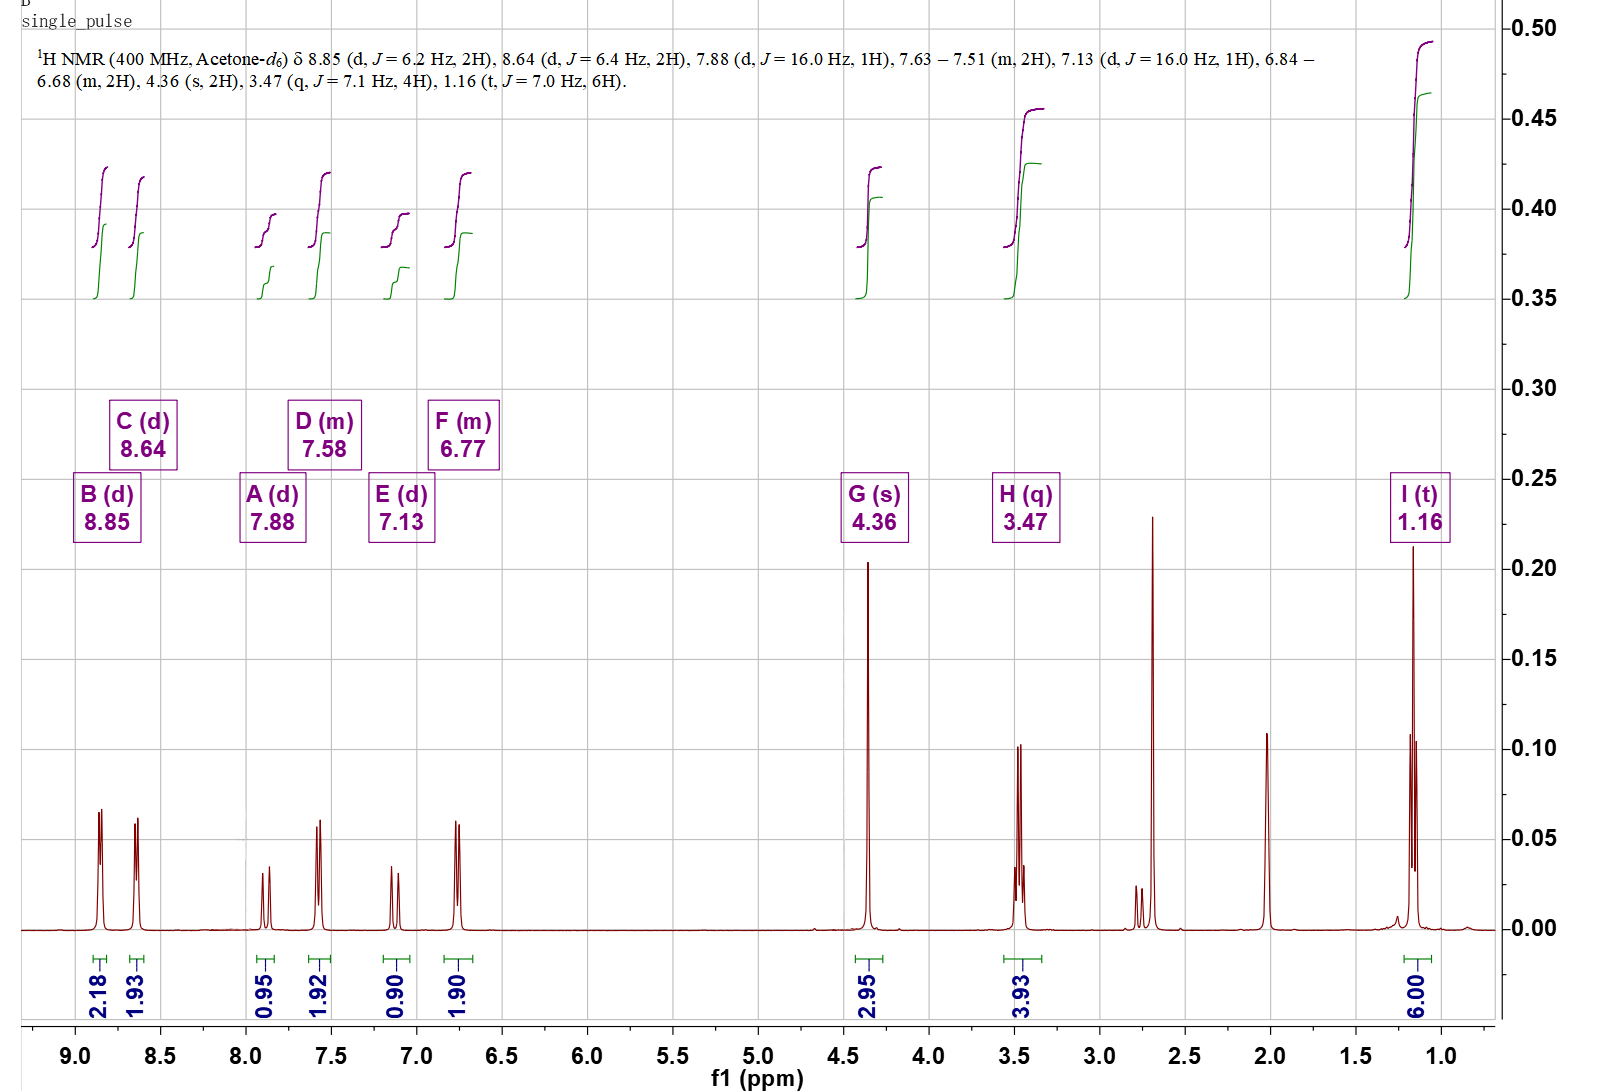 single_pulse
¹H NMR (400 MHz, Acetone-d₆) δ 8.85 (d, J = 6.2 Hz, 2H), 8.64 (d, J = 6.4 Hz, 2H), 7.88 (d, J = 16.0 Hz, 1H), 7.63 – 7.51 (m, 2H), 7.13 (d, J = 16.0 Hz, 1H), 6.84 –
6.68 (m, 2H), 4.36 (s, 2H), 3.47 (q, J = 7.1 Hz, 4H), 1.16 (t, J = 7.0 Hz, 6H).
0.50
0.45
0.40
0.35
0.30
C (d)
8.64
D (m)
7.58
F (m)
6.77
0.25
B (d)
8.85
A (d)
7.88
E (d)
7.13
G (s)
4.36
H (q)
3.47
I (t)
1.16
0.20
0.15
0.10
0.05
0.00
2.18
1.93
0.95
1.92
0.90
1.90
2.95
3.93
6.00
9.0 8.5 8.0 7.5 7.0 6.5 6.0 5.5 5.0 4.5 4.0 3.5 3.0 2.5 2.0 1.5 1.0
f1 (ppm)